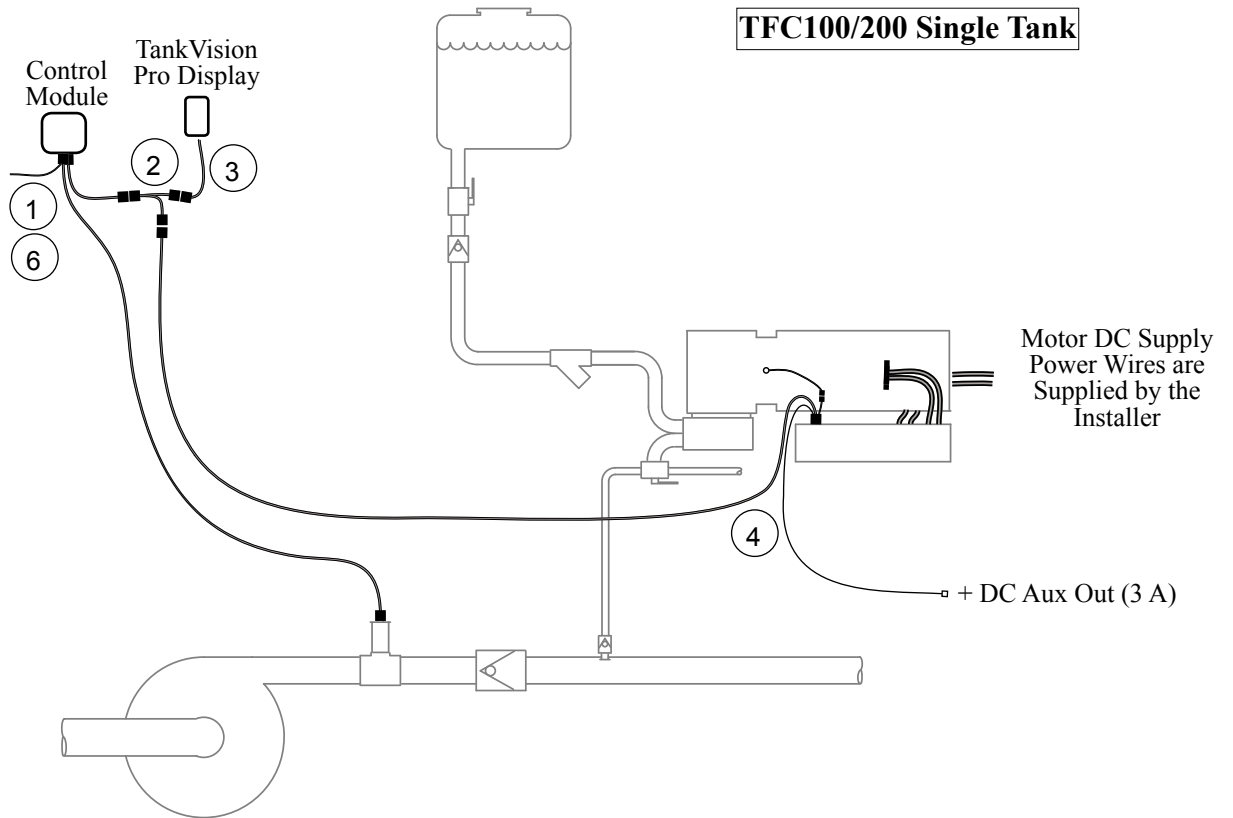 TFC100/200 Single Tank
TankVision
Pro Display
Control
Module
2
3
1
6
Motor DC Supply
Power Wires are
Supplied by the
Installer
4
+ DC Aux Out (3 A)